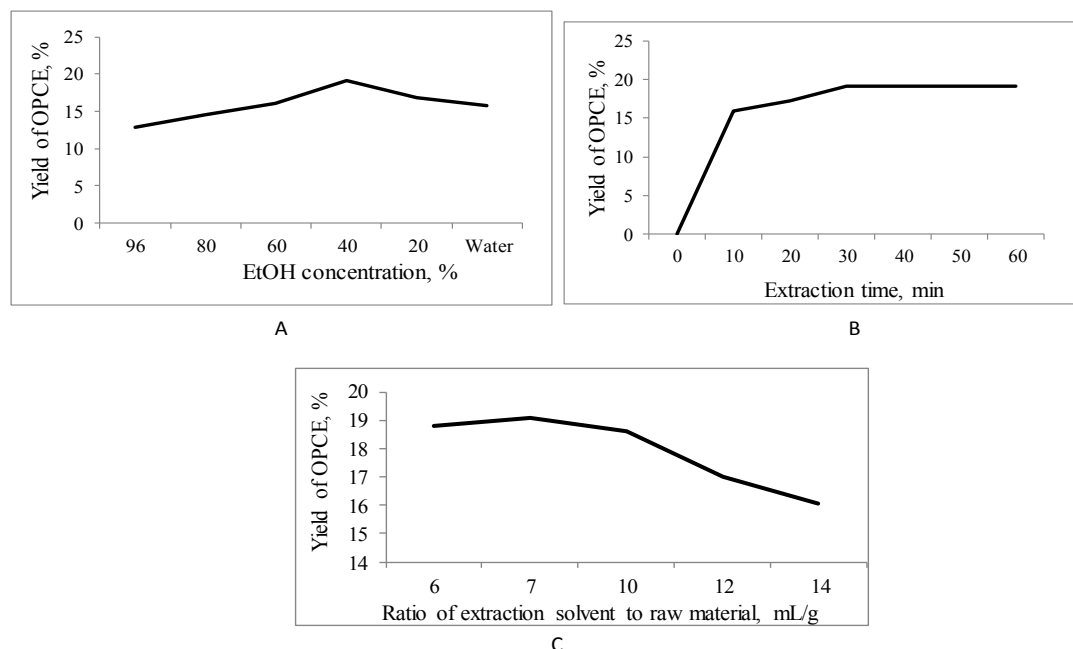 25
20
15
10
5
0
Yield of OPCE, %
96 80 60 40 20 Water
EtOH concentration, %
A
25
20
15
10
5
0
Yield of OPCE, %
0 10 20 30 40 50 60
Extraction time, min
B
20
19
18
17
16
15
14
Yield of OPCE, %
6 7 10 12 14
Ratio of extraction solvent to raw material, mL/g
C